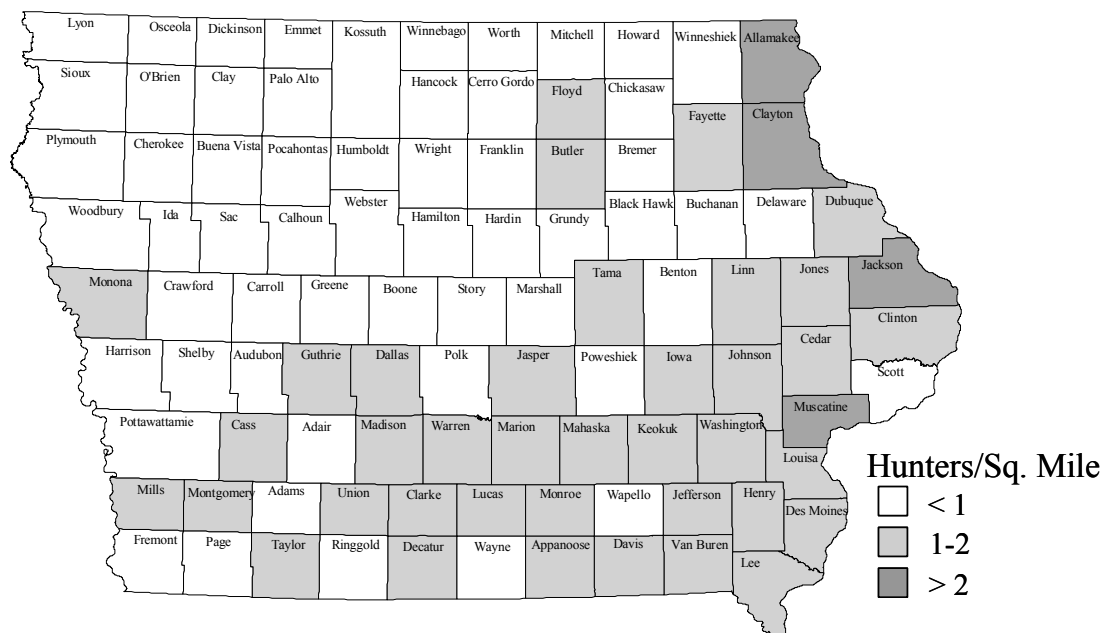 Lyon Osceola Dickinson Emmet Kossuth Winnebago Worth Mitchell Howard Winneshiek Allamakee
Sioux O'Brien Clay Palo Alto Hancock Cerro Gordo Floyd Chickasaw Fayette Clayton
Plymouth Cherokee Buena Vista Pocahontas Humboldt Wright Franklin Butler Bremer
Woodbury Ida Sac Calhoun Webster Hamilton Hardin Grundy Black Hawk Buchanan Delaware Dubuque
Monona Crawford Carroll Greene Boone Story Marshall Tama Benton Linn Jones Jackson
Clinton
Harrison Shelby Audubon Guthrie Dallas Polk Jasper Poweshiek Iowa Johnson Cedar Scott
Muscatine
Pottawattamie Cass Adair Madison Warren Marion Mahaska Keokuk Washington Louisa
Mills Montgomery Adams Union Clarke Lucas Monroe Wapello Jefferson Henry Des Moines
Fremont Page Taylor Ringgold Decatur Wayne Appanoose Davis Van Buren Lee
Hunters/Sq. Mile
< 1
1-2
> 2